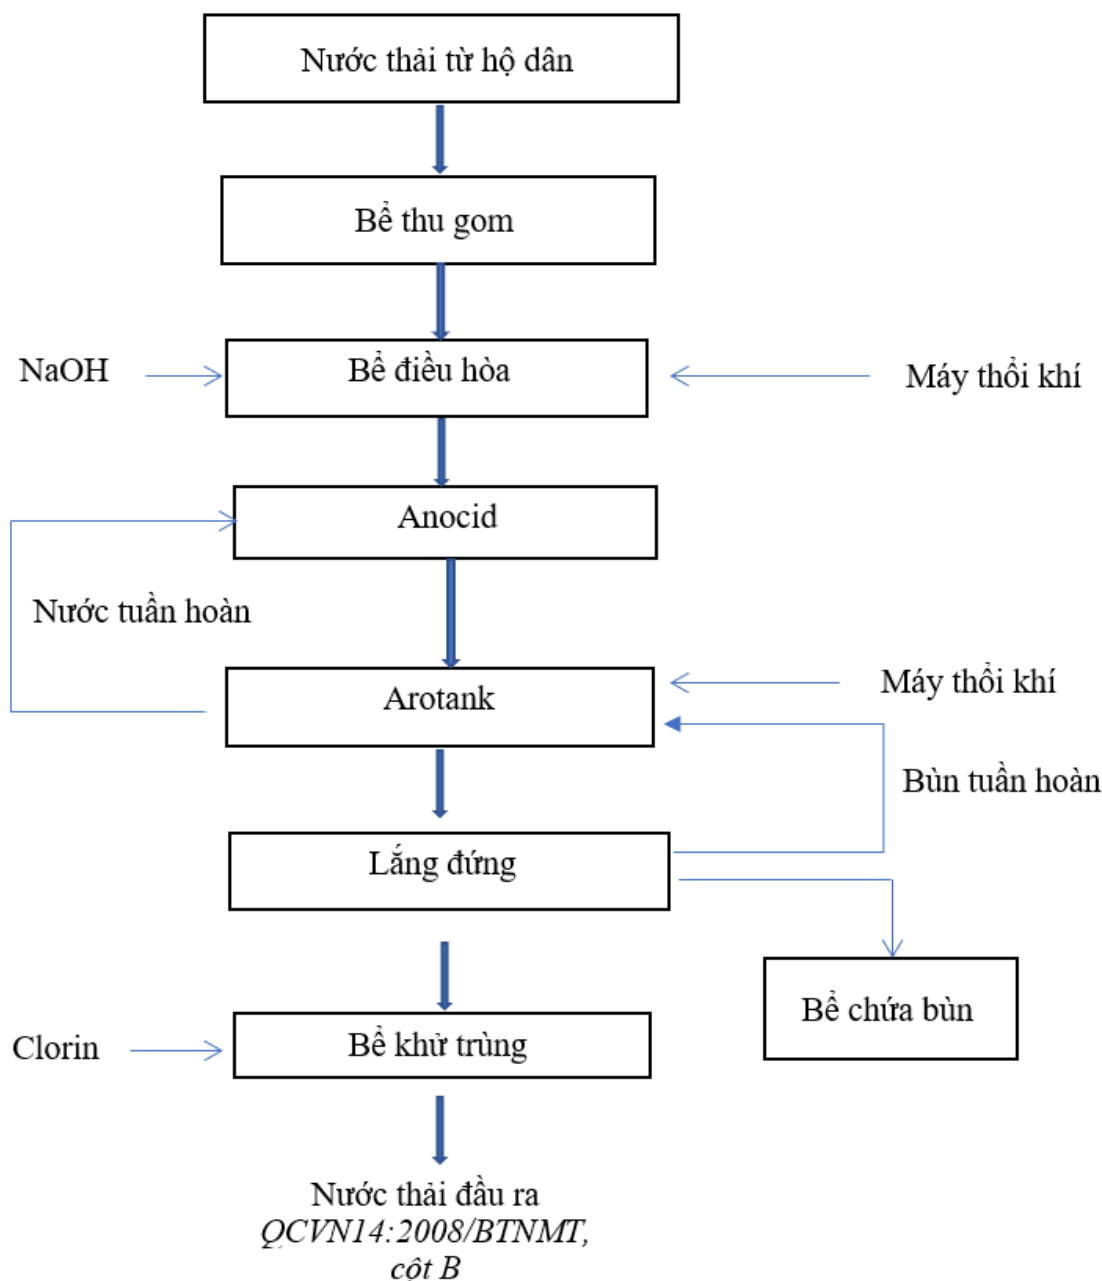 Nước thải từ hộ dân
Bể thu gom
NaOH
Bể điều hòa
Máy thổi khí
Anocid
Nước tuần hoàn
Arotank
Máy thổi khí
Bùn tuần hoàn
Lắng đứng
Bể chứa bùn
Clorin
Bể khử trùng
Nước thải đầu ra
QCVN14:2008/BTNMT,
cột B